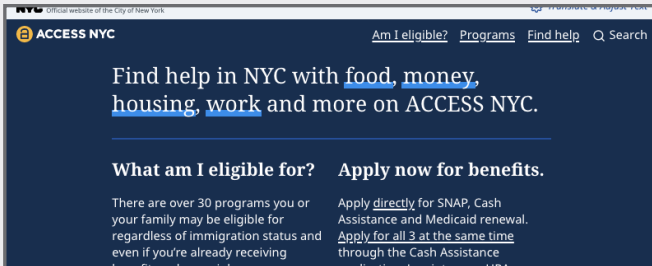 NYC Official website of the City of New York Translate & Adjust Text
ACCESS NYC Am I eligible? Programs Find help Search
Find help in NYC with food, money,
housing, work and more on ACCESS NYC.
What am I eligible for? Apply now for benefits.
There are over 30 programs you or
your family may be eligible for
regardless of immigration status and
even if you’re already receiving
Apply directly for SNAP, Cash
Assistance and Medicaid renewal.
Apply for all 3 at the same time
through the Cash Assistance